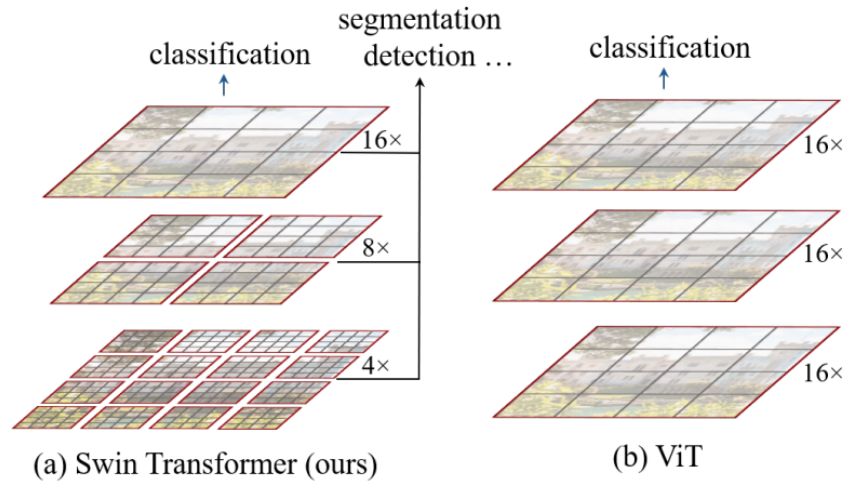 segmentation
classification
detection …
16×
8×
4×
(a) Swin Transformer (ours)
classification
16×
16×
16×
(b) ViT